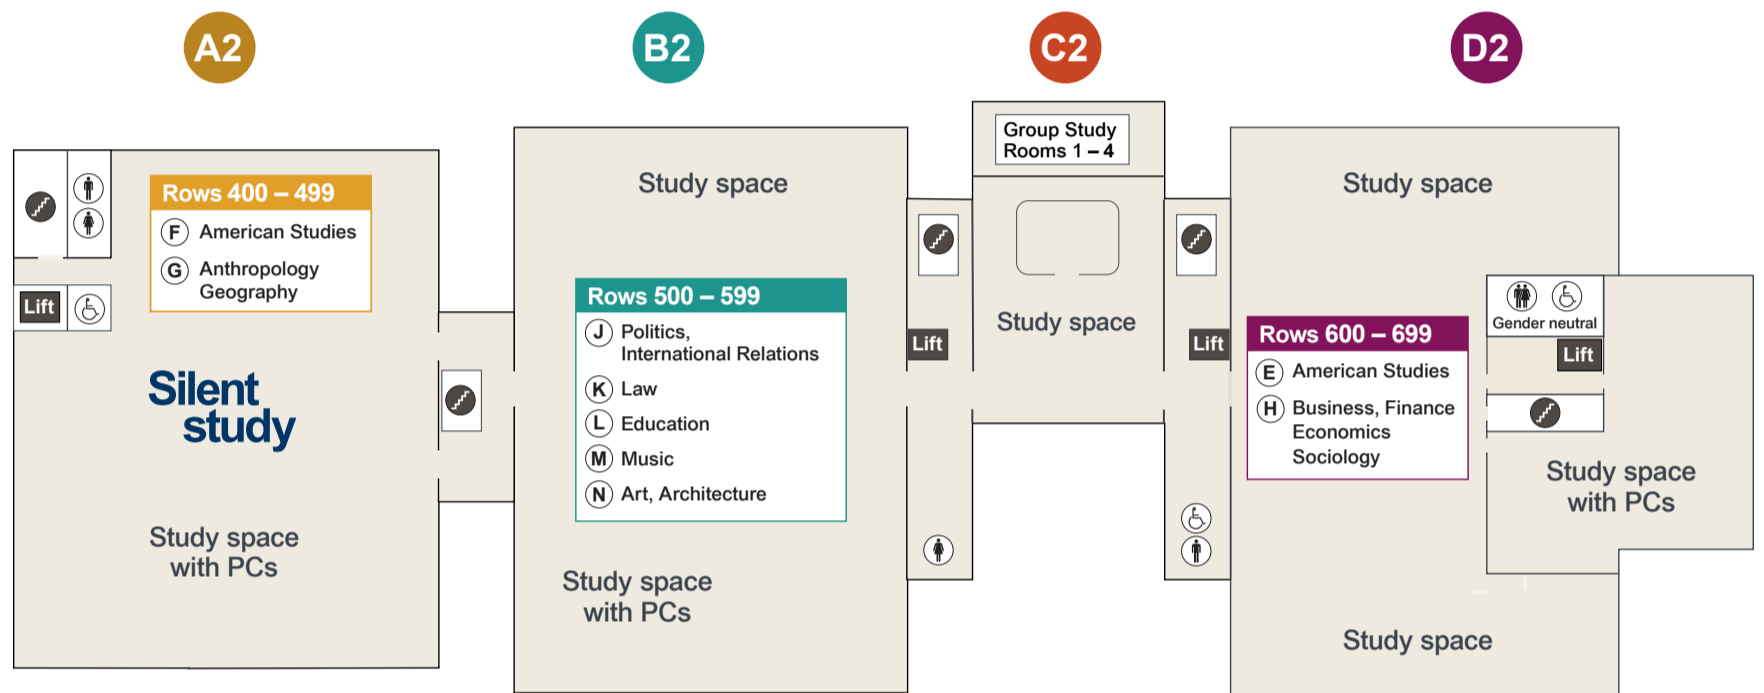 A2
B2
C2
D2
Rows 400 – 499
F American Studies
G Anthropology
Geography
Lift
Silent
study
Study space
with PCs
Study space
Rows 500 – 599
J Politics,
International Relations
K Law
L Education
M Music
N Art, Architecture
Study space
with PCs
Lift
Group Study
Rooms 1 – 4
Study space
Lift
Study space
Rows 600 – 699
E American Studies
H Business, Finance
Economics
Sociology
Gender neutral
Lift
Study space
with PCs
Study space